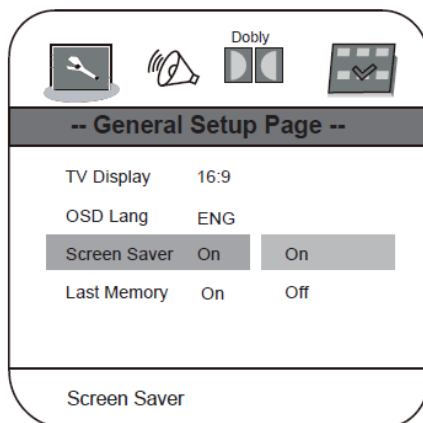 Dobly
-- General Setup Page --
TV Display 16:9
OSD Lang ENG
Screen Saver On On
Last Memory On Off
Screen Saver